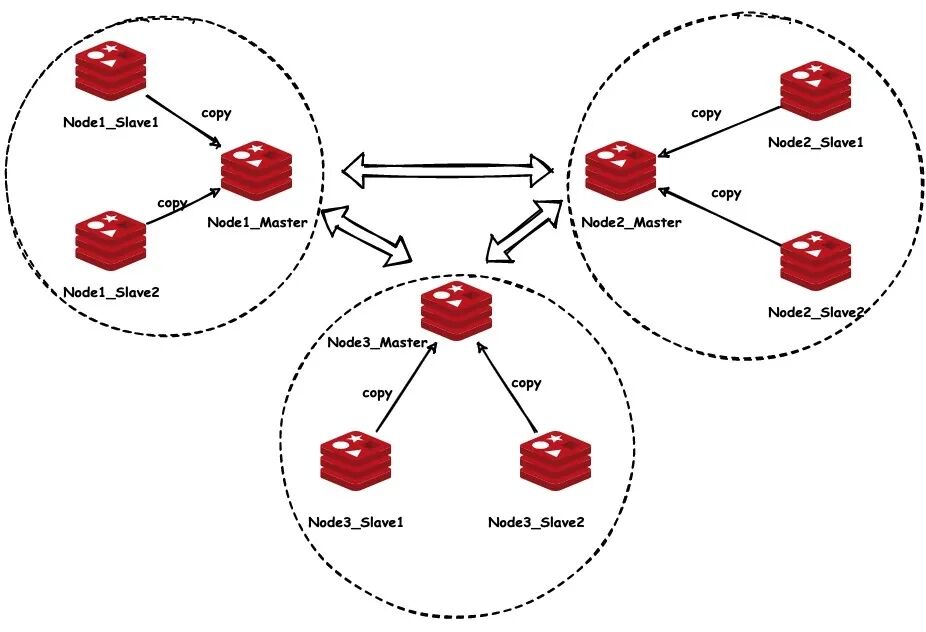 Node1_Slave1
copy
Node1_Master
copy
Node1_Slave2
copy
Node2_Slave1
Node2_Master
copy
Node2_Slave2
Node3_Master
copy
copy
Node3_Slave1
Node3_Slave2